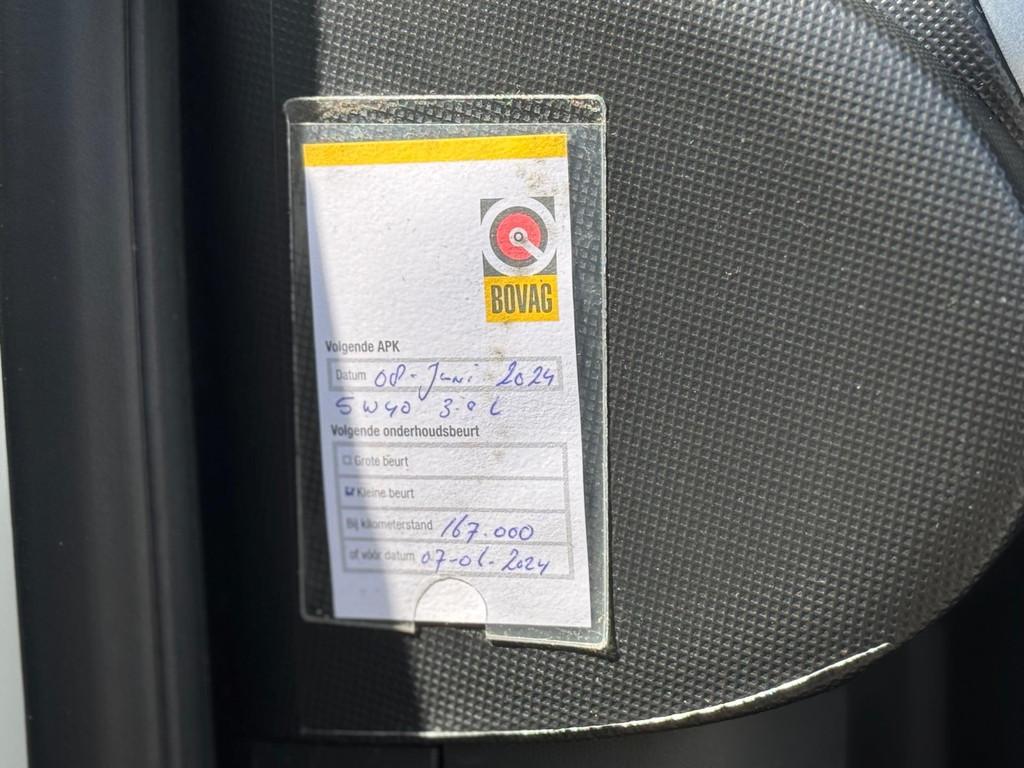 BOVAG
Volgende APK
Datum 08-Juni 2024
5W40 3.0 L
Volgende onderhoudsbeurt
Grote beurt
Kleine beurt
Bij kilometerstand 167.000
of vóór datum 07-06-2024